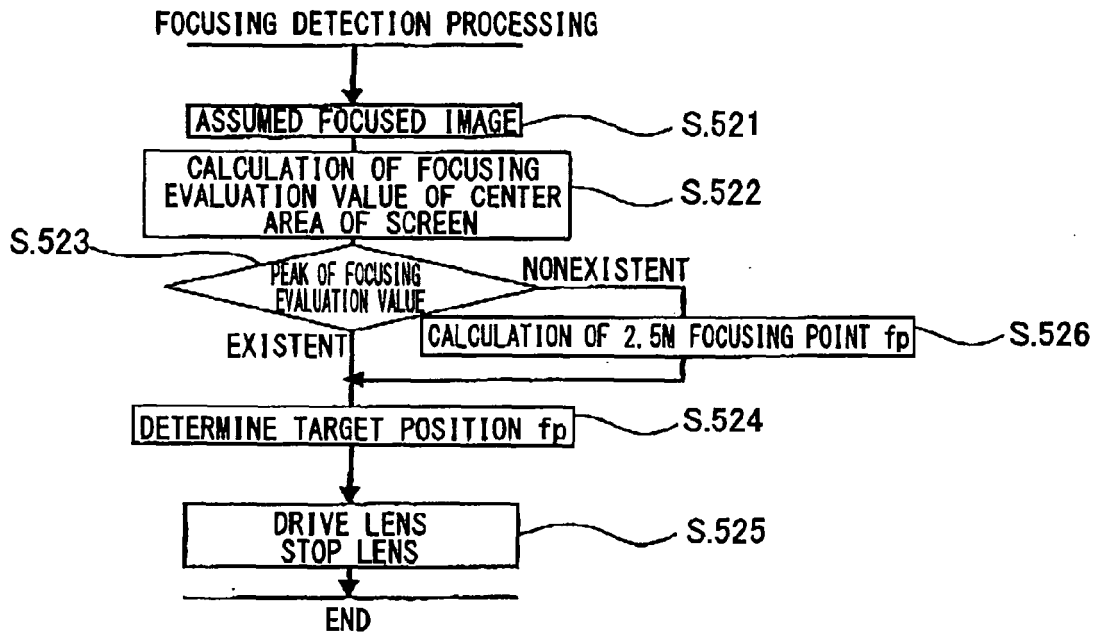 FOCUSING DETECTION PROCESSING
ASSUMED FOCUSED IMAGE
S.521
CALCULATION OF FOCUSING
EVALUATION VALUE OF CENTER
AREA OF SCREEN
S.522
S.523
PEAK OF FOCUSING
EVALUATION VALUE
NONEXISTENT
EXISTENT
CALCULATION OF 2.5M FOCUSING POINT fp
S.526
DETERMINE TARGET POSITION fp
S.524
DRIVE LENS
STOP LENS
S.525
END